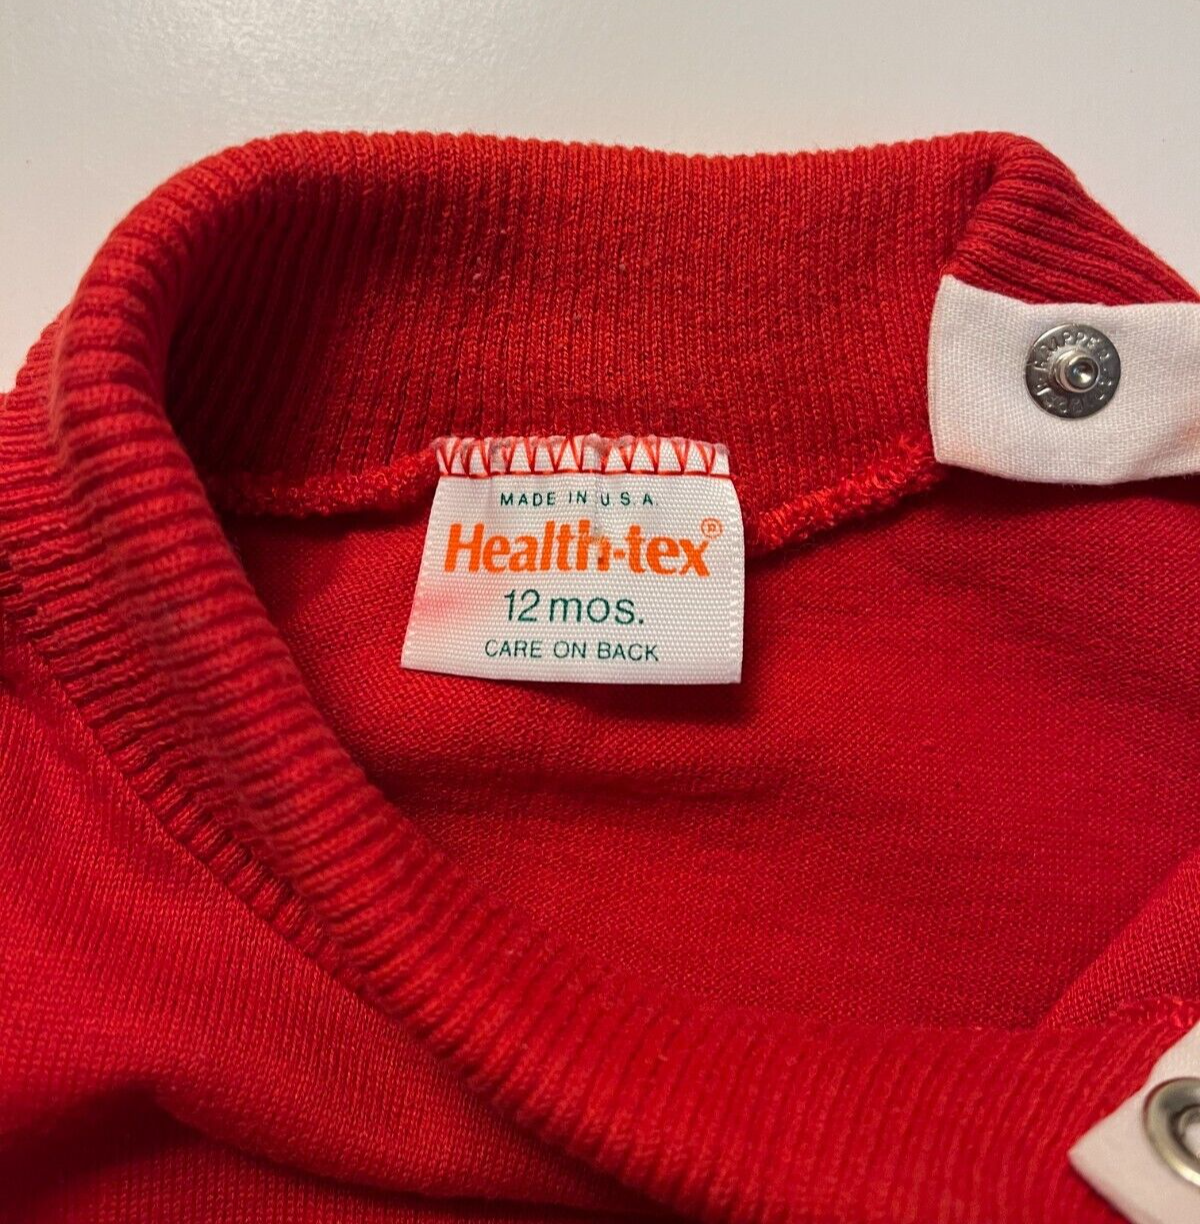 MADE IN U.S.A.
Health-tex®
12 mos.
CARE ON BACK